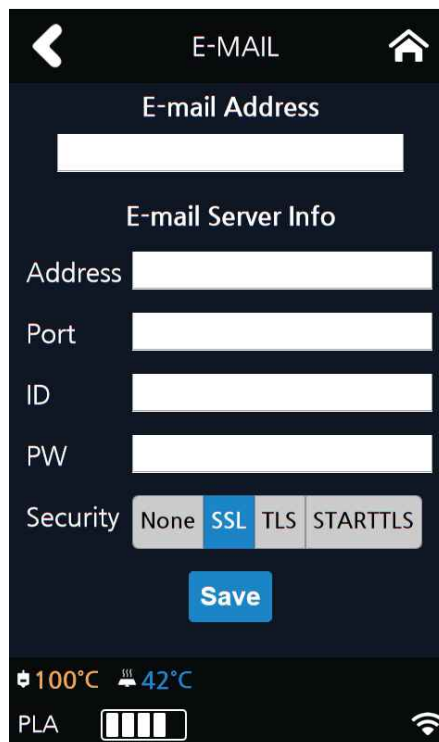 E-MAIL
E-mail Address
E-mail Server Info
Address
Port
ID
PW
Security None SSL TLS STARTTLS
Save
100°C 42°C
PLA